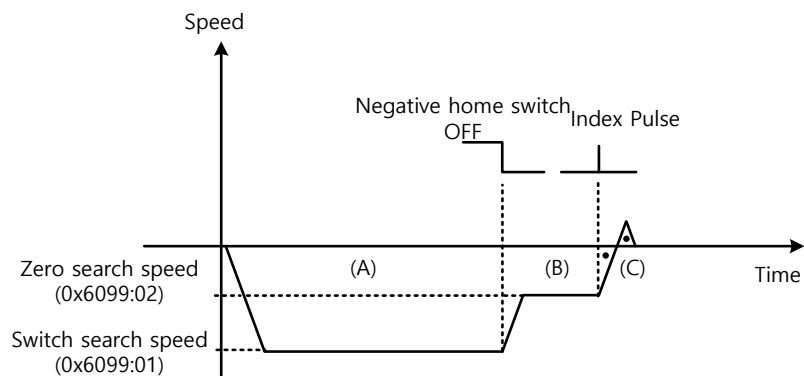 Speed
Negative home switch
OFF
Index Pulse
Zero search speed
(0x6099:02)
(A)
(B)
(C)
Time
Switch search speed
(0x6099:01)